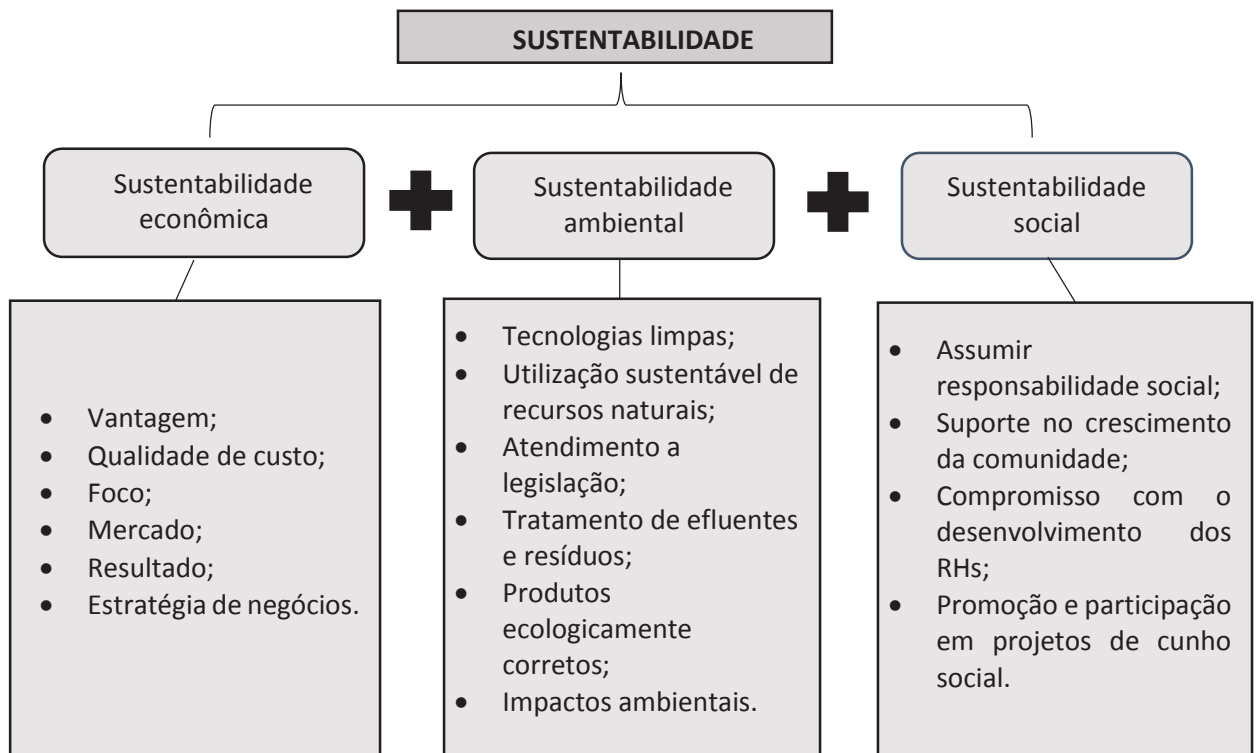 SUSTENTABILIDADE
Sustentabilidade
econômica
Sustentabilidade
ambiental
Sustentabilidade
social
• Vantagem;
• Qualidade de custo;
• Foco;
• Mercado;
• Resultado;
• Estratégia de negócios.
• Tecnologias limpas;
• Utilização sustentável de
recursos naturais;
• Atendimento a
legislação;
• Tratamento de efluentes
e resíduos;
• Produtos
ecologicamente
corretos;
• Impactos ambientais.
• Assumir
responsabilidade social;
• Suporte no crescimento
da comunidade;
• Compromisso com o
desenvolvimento dos
RHs;
• Promoção e participação
em projetos de cunho
social.